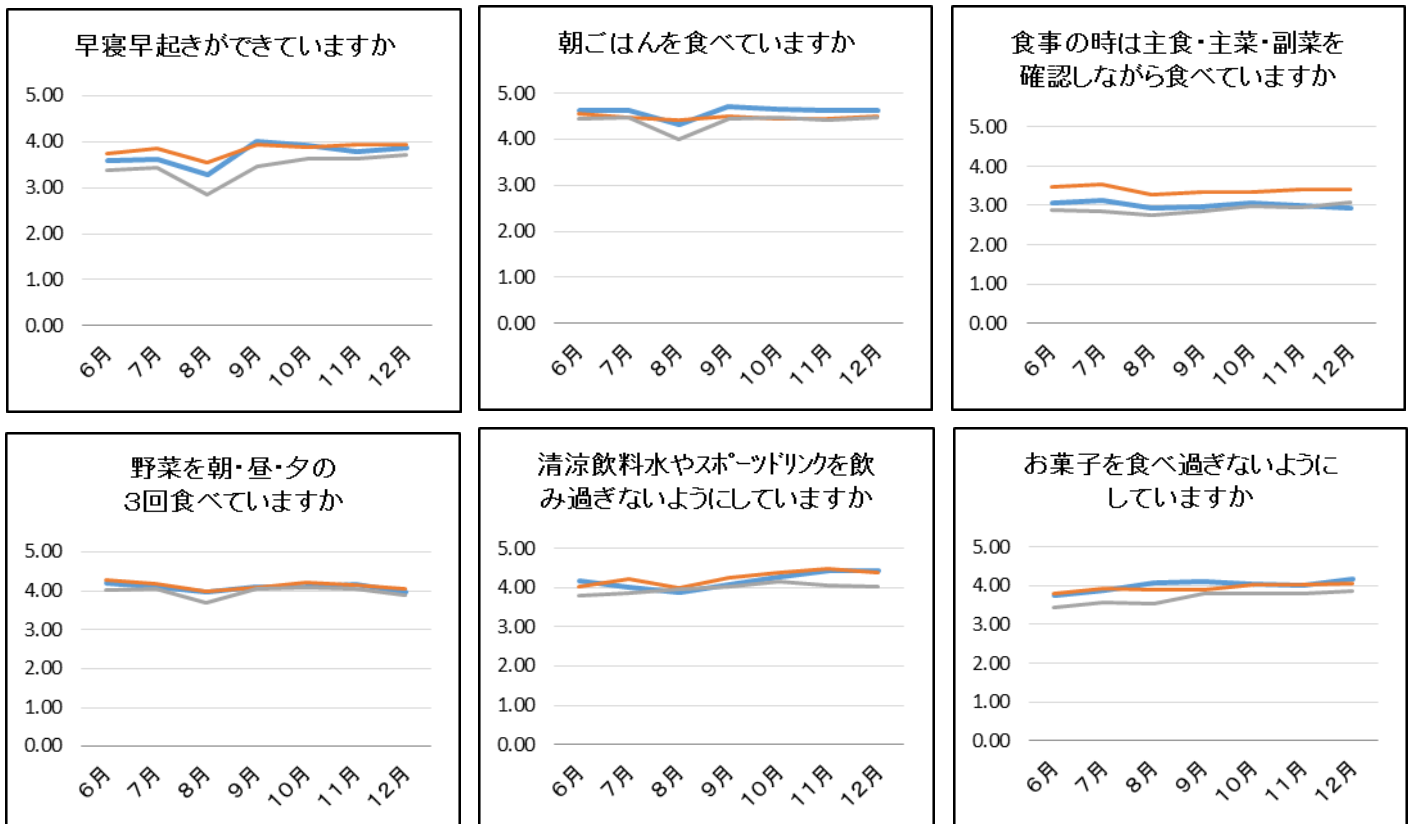 早寝早起きができていますか
5.00
4.00
3.00
2.00
1.00
0.00
6月
7月
8月
9月
10月
11月
12月
朝ごはんを食べていますか
5.00
4.00
3.00
2.00
1.00
0.00
6月
7月
8月
9月
10月
11月
12月
食事の時は主食・主菜・副菜を
確認しながら食べていますか
5.00
4.00
3.00
2.00
1.00
0.00
6月
7月
8月
9月
10月
11月
12月
野菜を朝・昼・夕の
３回食べていますか
5.00
4.00
3.00
2.00
1.00
0.00
6月
7月
8月
9月
10月
11月
12月
清涼飲料水やｽﾎﾟｰﾂﾄﾞﾘﾝｸを飲
み過ぎないようにしていますか
5.00
4.00
3.00
2.00
1.00
0.00
6月
7月
8月
9月
10月
11月
12月
お菓子を食べ過ぎないように
していますか
5.00
4.00
3.00
2.00
1.00
0.00
6月
7月
8月
9月
10月
11月
12月